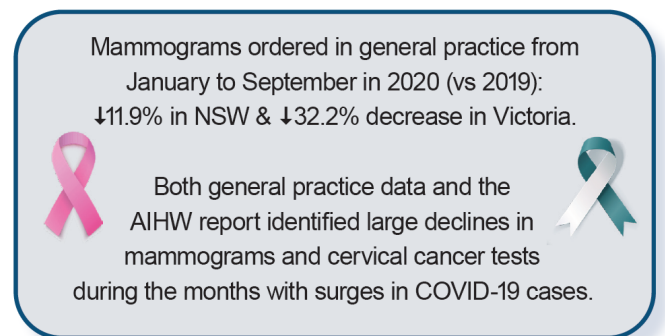 Mammograms ordered in general practice from
January to September in 2020 (vs 2019):
↓11.9% in NSW & ↓32.2% decrease in Victoria.
Both general practice data and the
AIHW report identified large declines in
mammograms and cervical cancer tests
during the months with surges in COVID-19 cases.